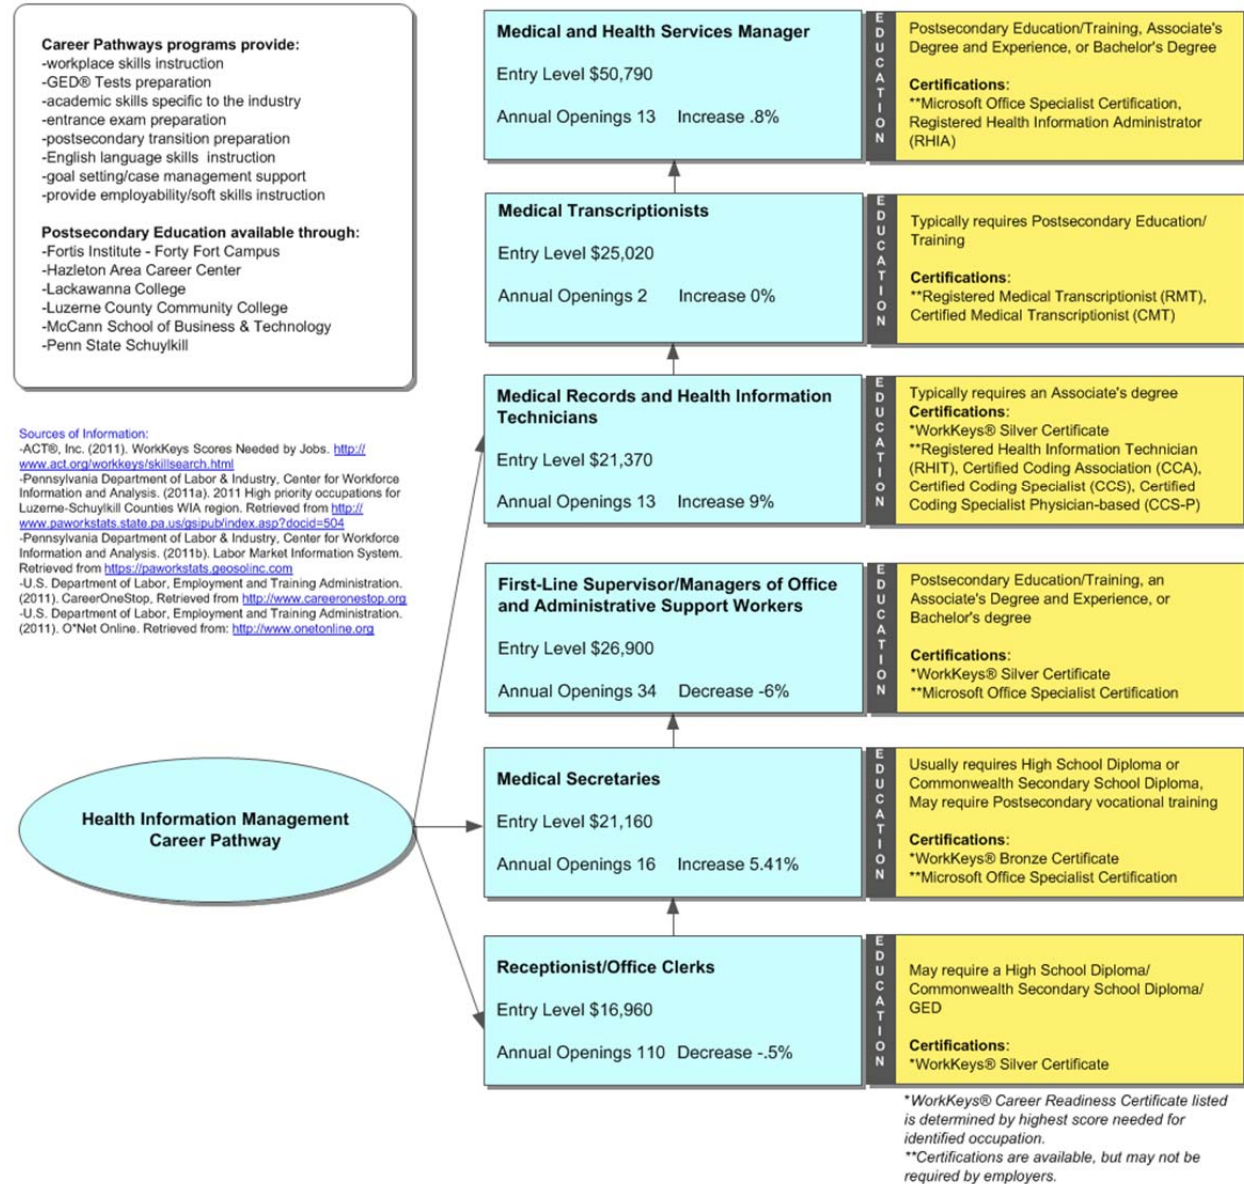 Career Pathways programs provide:
-workplace skills instruction
-GED® Tests preparation
-academic skills specific to the industry
-entrance exam preparation
-postsecondary transition preparation
-English language skills  instruction
-goal setting/case management support
-provide employability/soft skills instruction
Postsecondary Education available through:
-Fortis Institute - Forty Fort Campus
-Hazleton Area Career Center
-Lackawanna College
-Luzerne County Community College
-McCann School of Business & Technology
-Penn State Schuylkill
Sources of Information:
-ACT®, Inc. (2011). WorkKeys Scores Needed by Jobs. http://
www.act.org/workkeys/skillsearch.html
-Pennsylvania Department of Labor & Industry, Center for Workforce
Information and Analysis. (2011a). 2011 High priority occupations for
Luzerne-Schuylkill Counties WIA region. Retrieved from http://
www.paworkstats.state.pa.us/gsipub/index.asp?docid=504
-Pennsylvania Department of Labor & Industry, Center for Workforce
Information and Analysis. (2011b). Labor Market Information System.
Retrieved from https://paworkstats.geosolinc.com
-U.S. Department of Labor, Employment and Training Administration.
(2011). CareerOneStop, Retrieved from http://www.careeronestop.org
-U.S. Department of Labor, Employment and Training Administration.
(2011). O*Net Online. Retrieved from: http://www.onetonline.org
Health Information Management
Career Pathway
Medical and Health Services Manager
Entry Level $50,790
Annual Openings 13 Increase .8%
EDUCATION
Postsecondary Education/Training, Associate's
Degree and Experience, or Bachelor's Degree
Certifications:
**Microsoft Office Specialist Certification,
Registered Health Information Administrator
(RHIA)
Medical Transcriptionists
Entry Level $25,020
Annual Openings 2 Increase 0%
EDUCATION
Typically requires Postsecondary Education/
Training
Certifications:
**Registered Medical Transcriptionist (RMT),
Certified Medical Transcriptionist (CMT)
Medical Records and Health Information
Technicians
Entry Level $21,370
Annual Openings 13 Increase 9%
EDUCATION
Typically requires an Associate's degree
Certifications:
*WorkKeys® Silver Certificate
**Registered Health Information Technician
(RHIT), Certified Coding Association (CCA),
Certified Coding Specialist (CCS), Certified
Coding Specialist Physician-based (CCS-P)
First-Line Supervisor/Managers of Office
and Administrative Support Workers
Entry Level $26,900
Annual Openings 34 Decrease -6%
EDUCATION
Postsecondary Education/Training, an
Associate's Degree and Experience, or
Bachelor's degree
Certifications:
*WorkKeys® Silver Certificate
**Microsoft Office Specialist Certification
Medical Secretaries
Entry Level $21,160
Annual Openings 16 Increase 5.41%
EDUCATION
Usually requires High School Diploma or
Commonwealth Secondary School Diploma,
May require Postsecondary vocational training
Certifications:
*WorkKeys® Bronze Certificate
**Microsoft Office Specialist Certification
Receptionist/Office Clerks
Entry Level $16,960
Annual Openings 110 Decrease -.5%
EDUCATION
May require a High School Diploma/
Commonwealth Secondary School Diploma/
GED
Certifications:
*WorkKeys® Silver Certificate
*WorkKeys® Career Readiness Certificate listed
is determined by highest score needed for
identified occupation.
**Certifications are available, but may not be
required by employers.